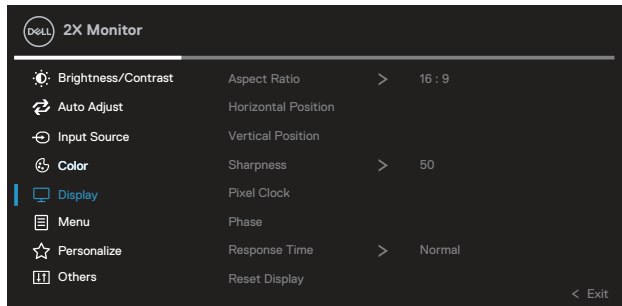 DELL 2X Monitor
Brightness/Contrast Aspect Ratio > 16 : 9
Auto Adjust Horizontal Position
Input Source Vertical Position
Color Sharpness > 50
Display Pixel Clock
Menu Phase
Personalize Response Time > Normal
Others Reset Display
< Exit